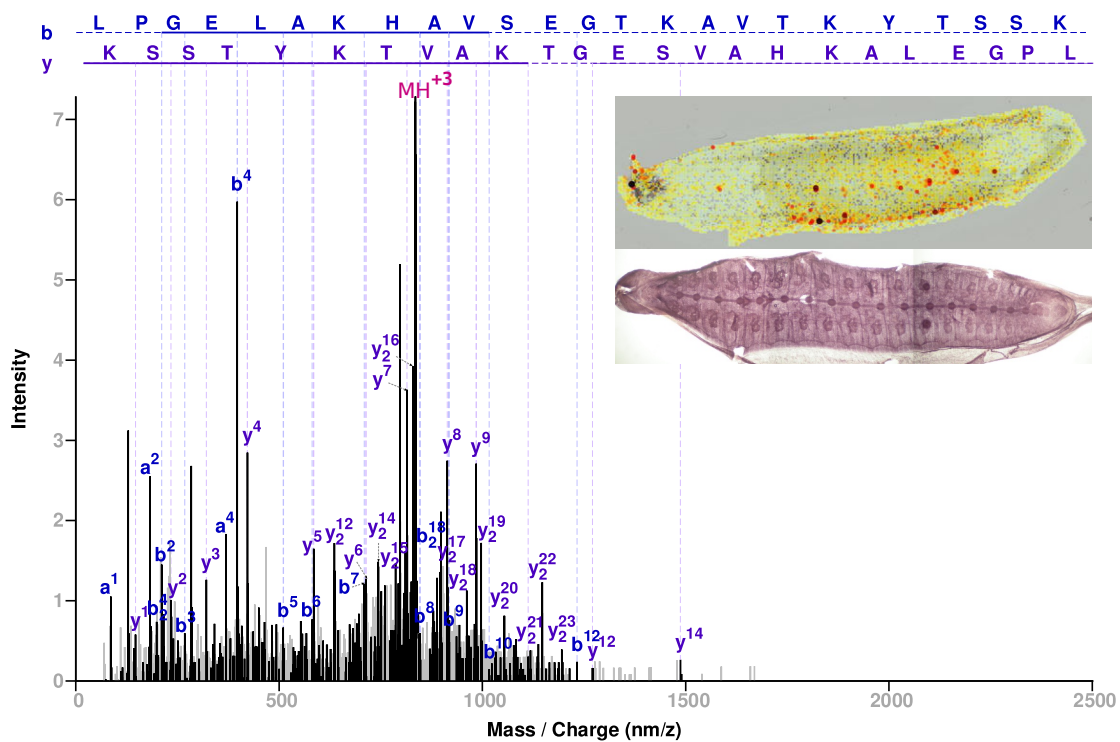 b L P G E L A K H A V S E G T K A V T K Y T S S K
y K S S T Y K T V A K T G E S V A H K A L E G P L
MH+3
7
6
5
4
3
2
1
0
Intensity
b4
y2 16
y7
y4
y8
y9
a2
a4
y5
y2 12
y2 14
b2 18
y2 19
b2
y3
y6
y2 15
y2 17
a1
y2
b7
y2 18
y2 22
y1
b2 4
b3
b5
b6
b8
b9
y2 20
y2 21
y2 23
b10
b12
y12
y14
0 500 1000 1500 2000 2500
Mass / Charge (nm/z)